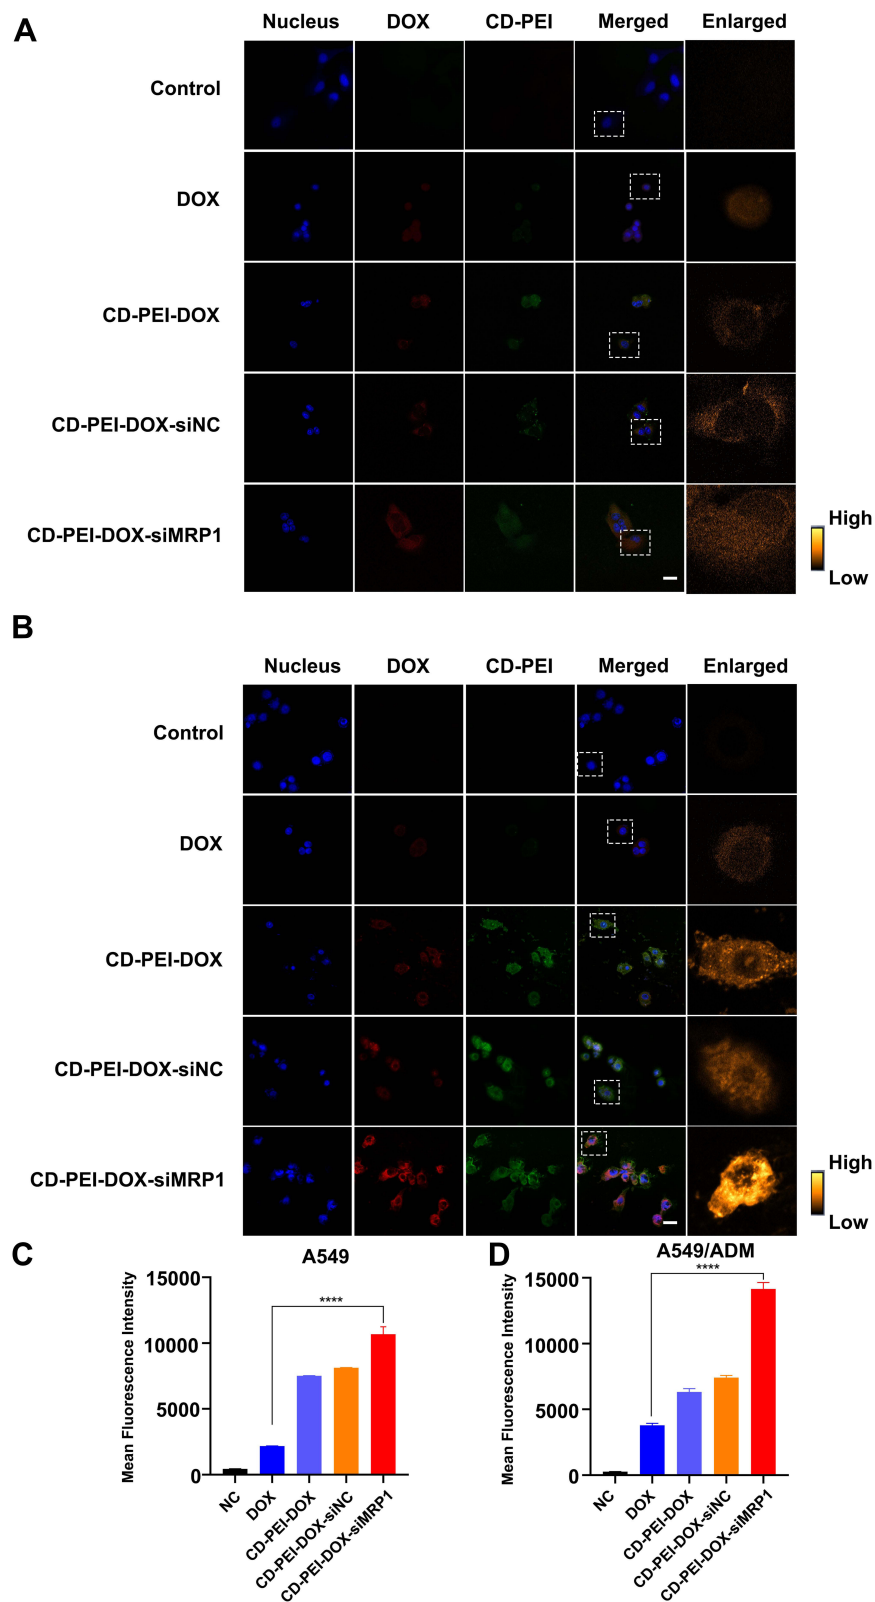 A
Nucleus DOX CD-PEI Merged Enlarged
Control
DOX
CD-PEI-DOX
CD-PEI-DOX-siNC
CD-PEI-DOX-siMRP1
High
Low
B
Nucleus DOX CD-PEI Merged Enlarged
Control
DOX
CD-PEI-DOX
CD-PEI-DOX-siNC
CD-PEI-DOX-siMRP1
High
Low
C
A549
Mean Fluorescence Intensity
15000
10000
5000
0
****
NC
DOX
CD-PEI-DOX
CD-PEI-DOX-siNC
CD-PEI-DOX-siMRP1
D
A549/ADM
Mean Fluorescence Intensity
15000
10000
5000
0
****
NC
DOX
CD-PEI-DOX
CD-PEI-DOX-siNC
CD-PEI-DOX-siMRP1